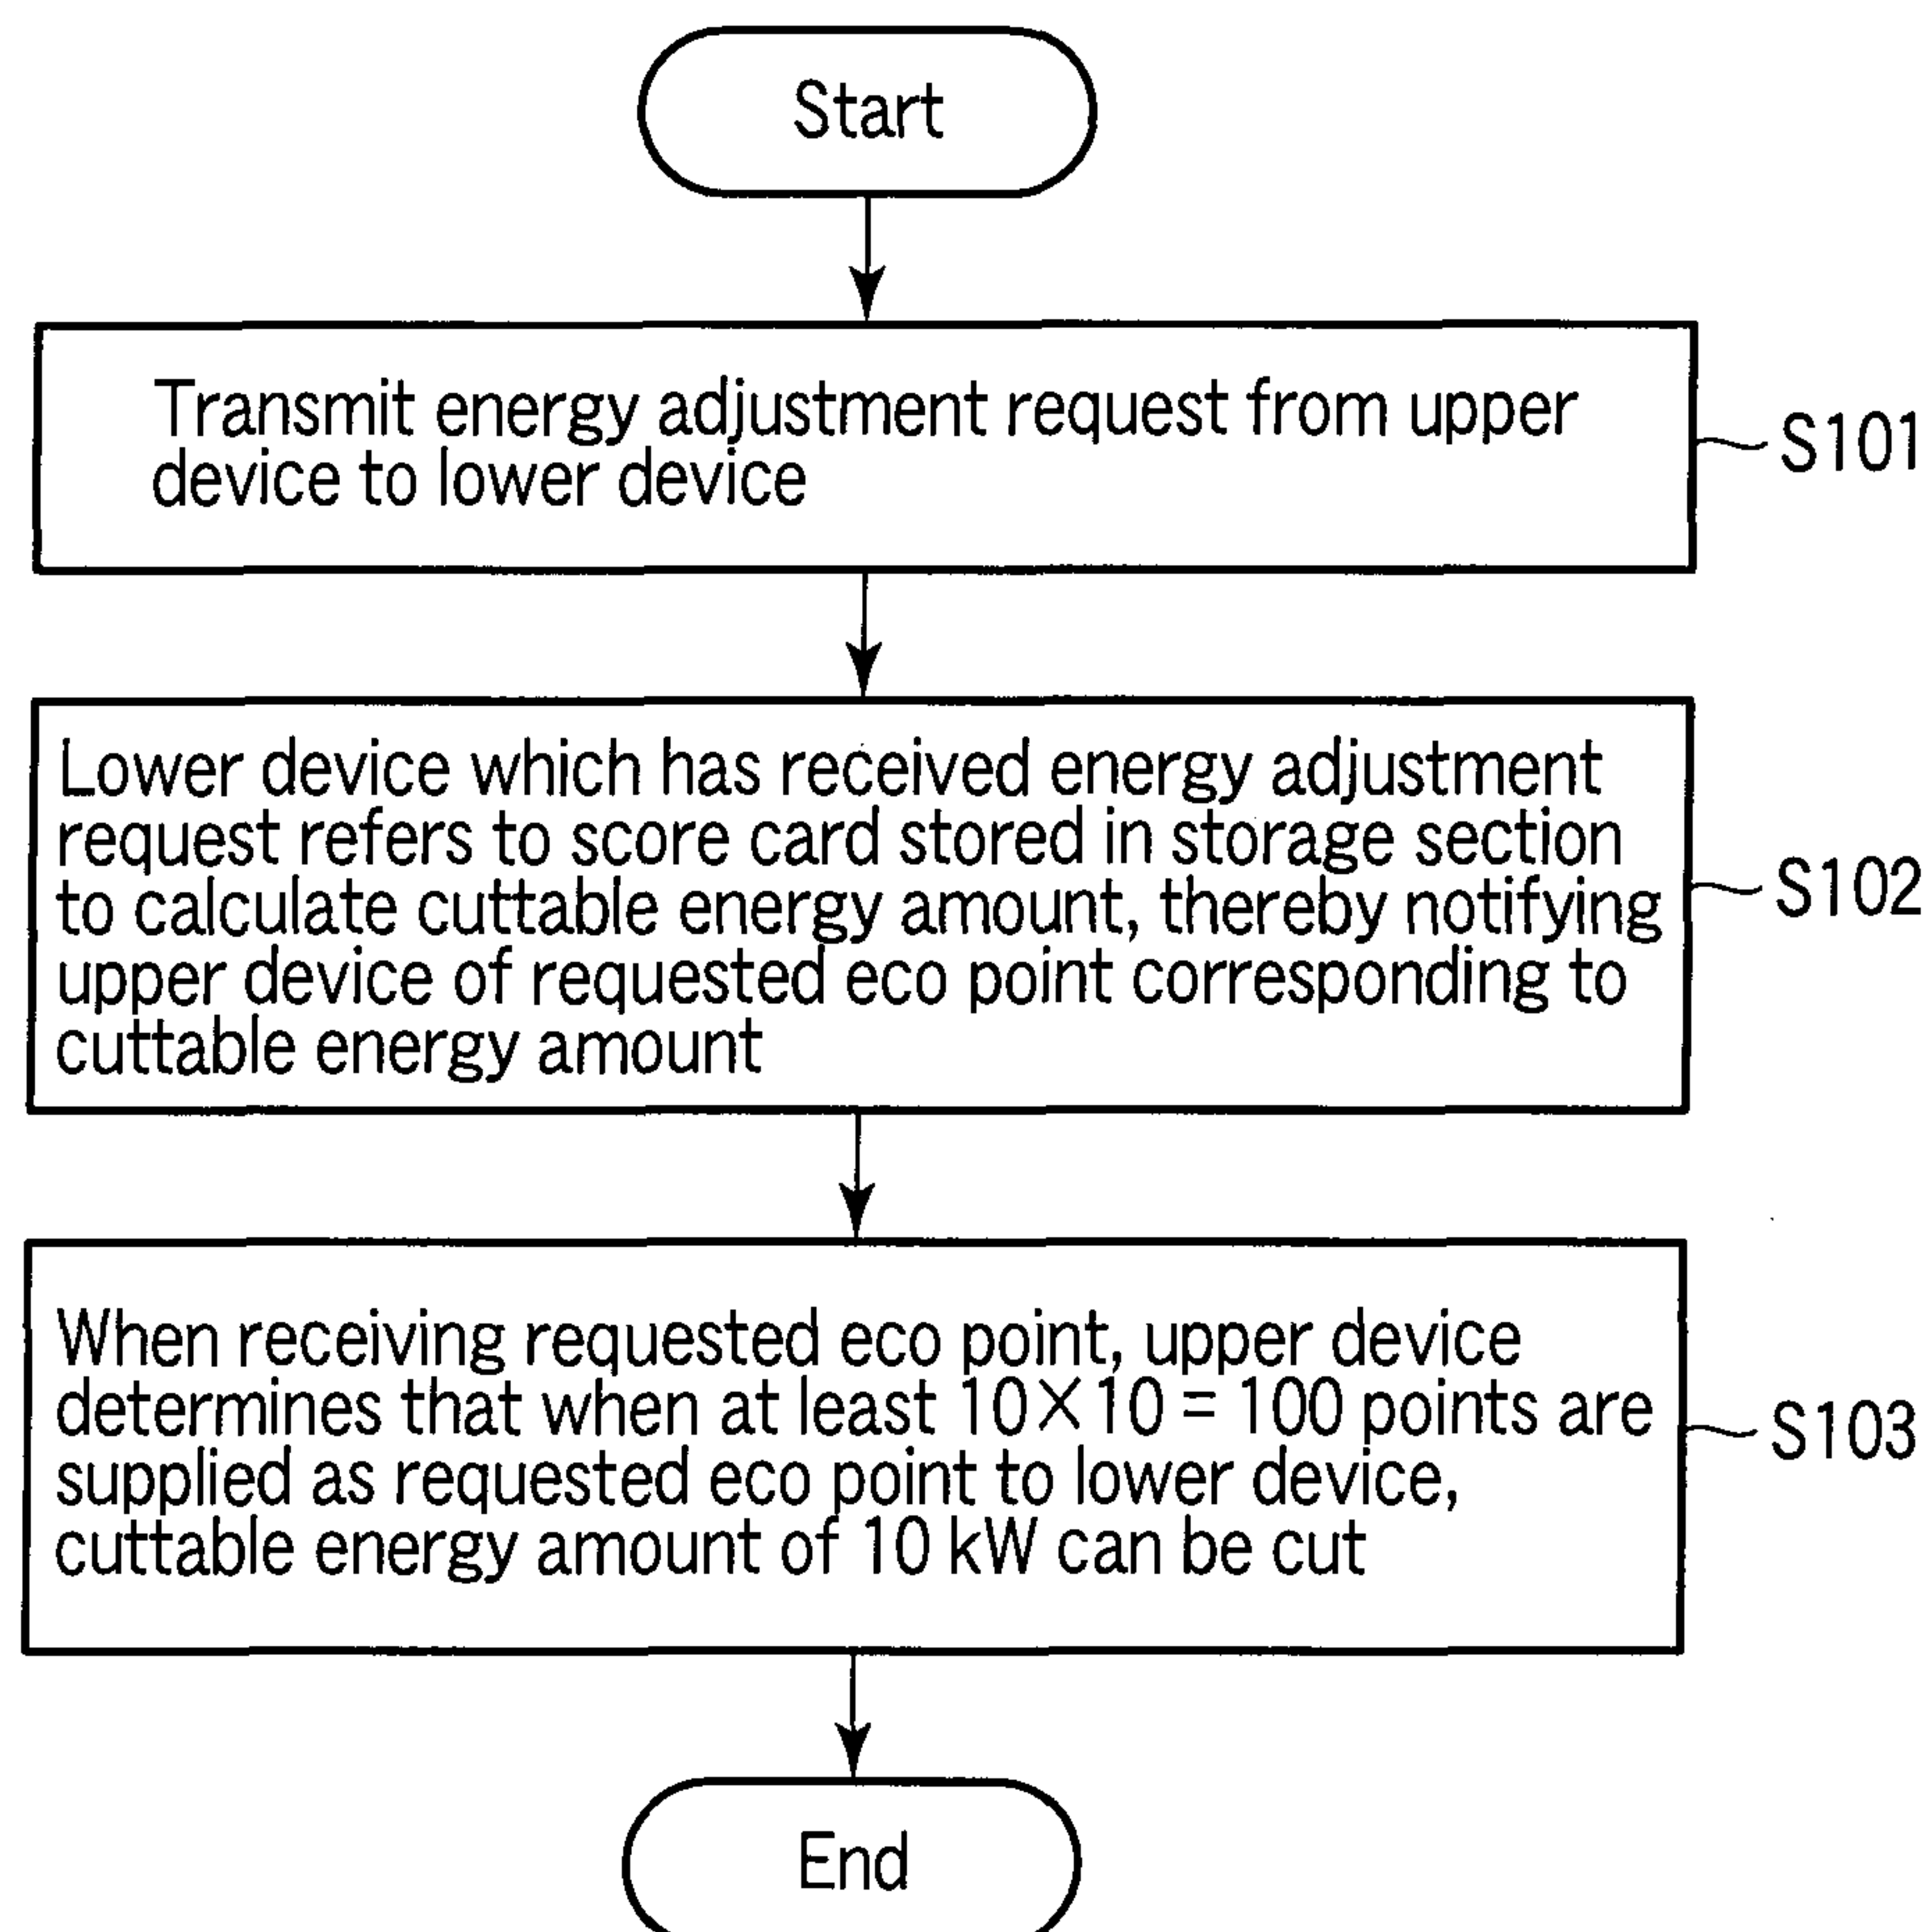 Start
Transmit energy adjustment request from upper
device to lower device
S101
Lower device which has received energy adjustment
request refers to score card stored in storage section
to calculate cuttable energy amount, thereby notifying
upper device of requested eco point corresponding to
cuttable energy amount
S102
When receiving requested eco point, upper device
determines that when at least 10×10 = 100 points are
supplied as requested eco point to lower device,
cuttable energy amount of 10 kW can be cut
S103
End